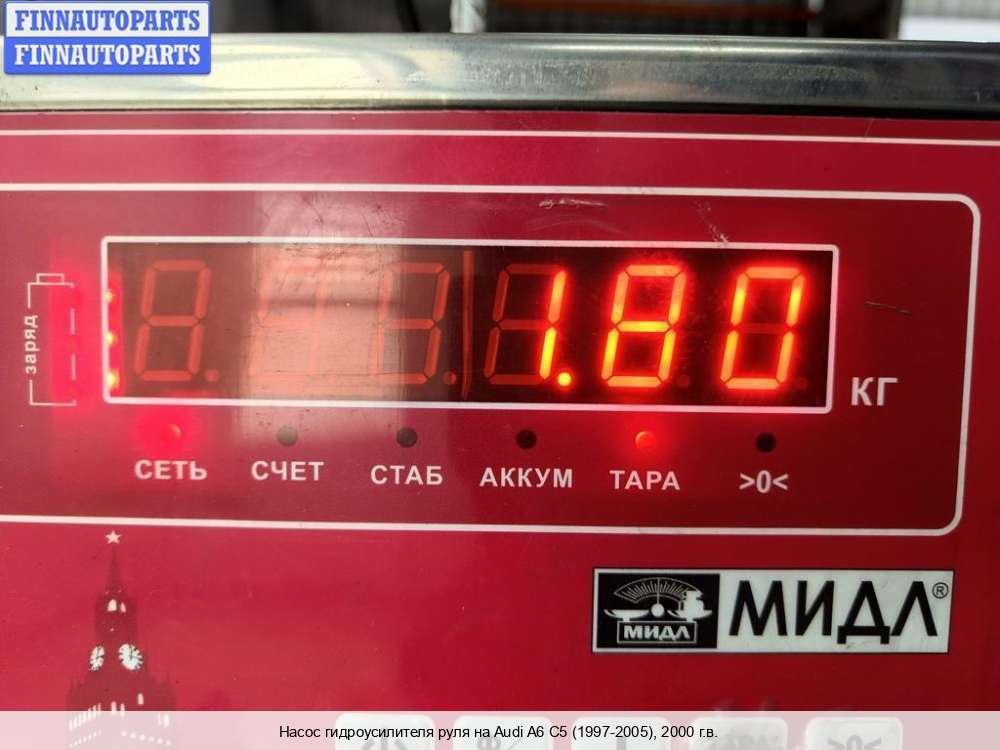 FINNAUTOPARTS
FINNAUTOPARTS
заряд
1.80
КГ
СЕТЬ
СЧЕТ
СТАБ
АККУМ
ТАРА
>0<
МИДЛ
МИДЛ®
Насос гидроусилителя руля на Audi A6 C5 (1997-2005), 2000 г.в.